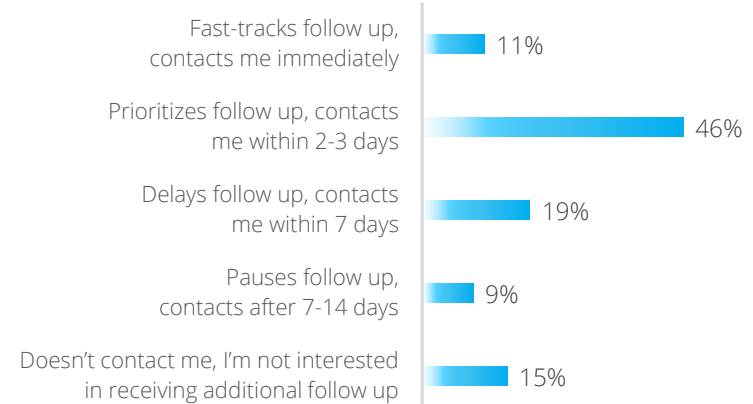 Fast-tracks follow up,
contacts me immediately
11%
Prioritizes follow up, contacts
me within 2-3 days
46%
Delays follow up, contacts
me within 7 days
19%
Pauses follow up,
contacts after 7-14 days
9%
Doesn’t contact me, I’m not interested
in receiving additional follow up
15%